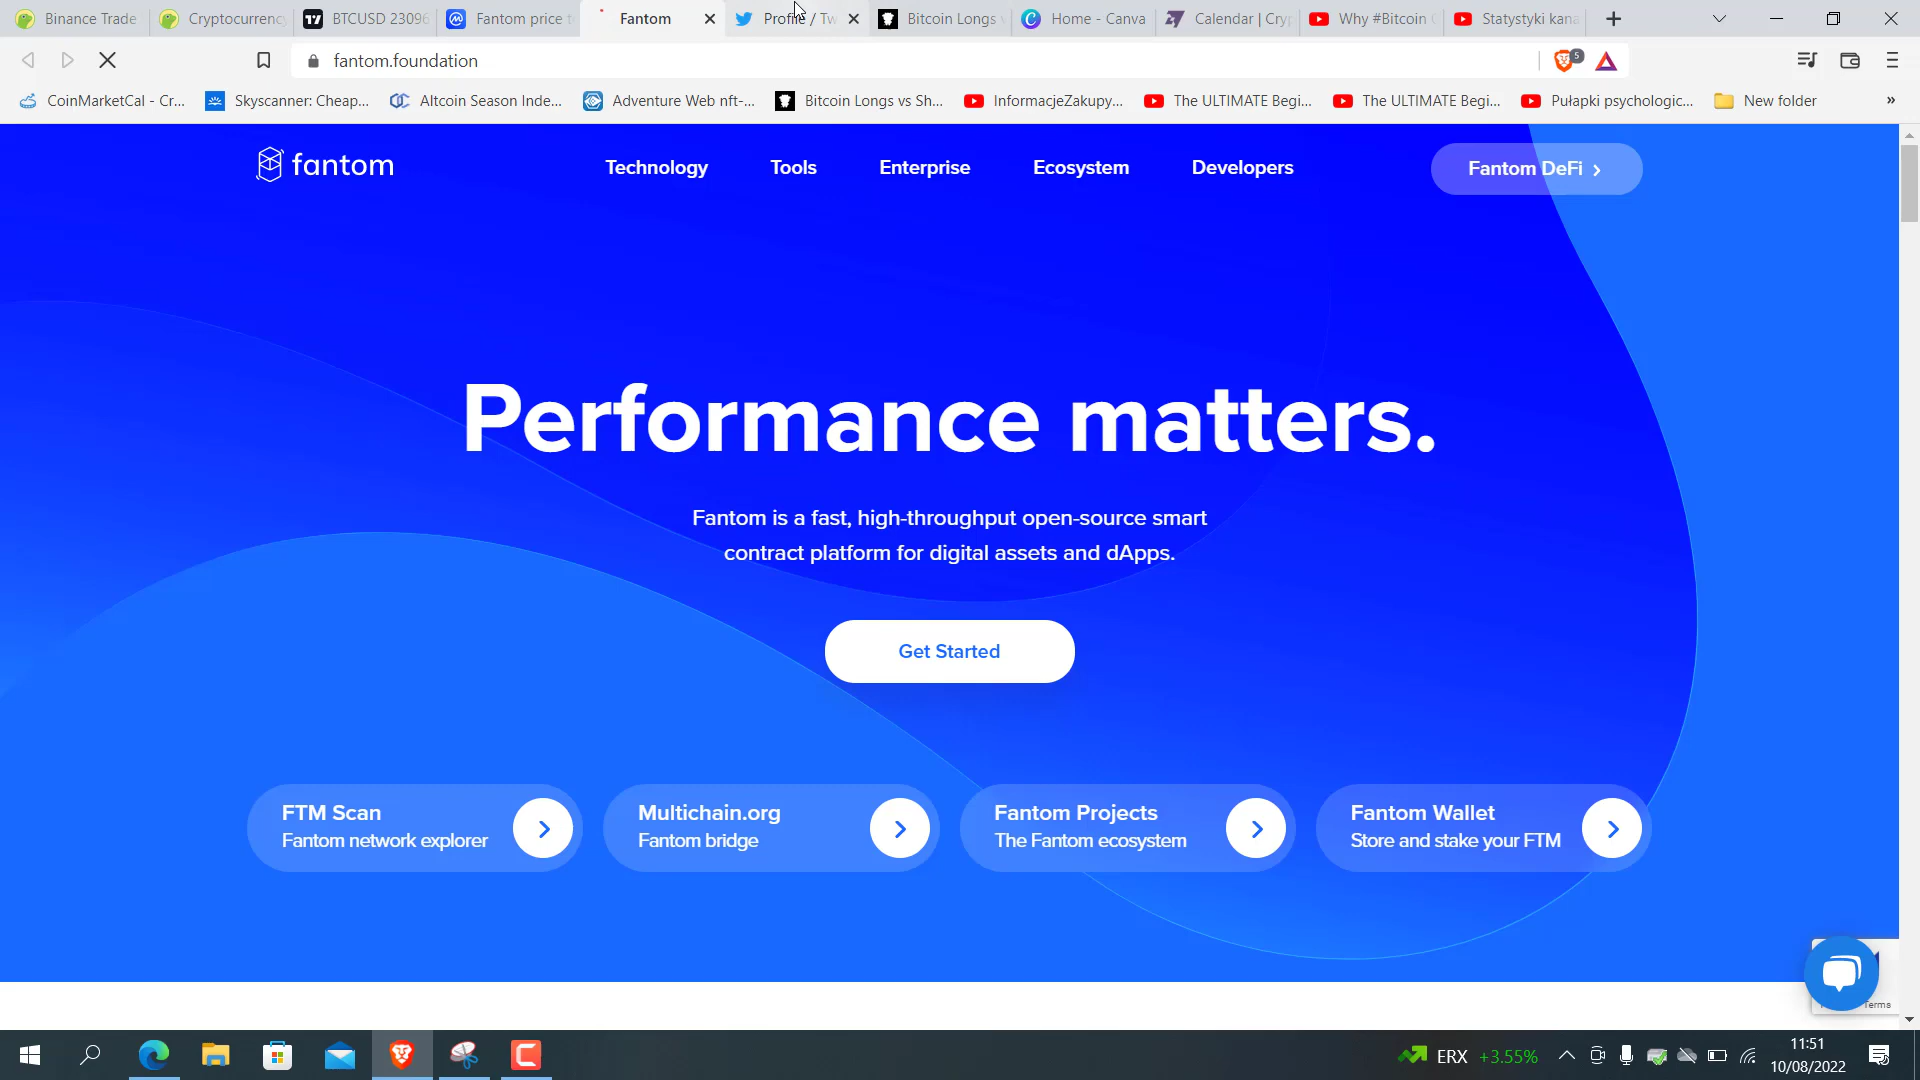 Binance Trade
Cryptocurrency
BTCUSD 23096
Fantom price t
Fantom
Profile / Tw
Bitcoin Longs v
Home - Canva
Calendar | Cry
Why #Bitcoin
Statystyki kana
fantom.foundation
5
CoinMarketCal - Cr...
Skyscanner: Cheap...
Altcoin Season Inde...
Adventure Web nft-...
Bitcoin Longs vs Sh...
InformacjeZakupy...
The ULTIMATE Begi...
The ULTIMATE Begi...
Pułapki psychologic...
New folder
»
fantom
Technology
Tools
Enterprise
Ecosystem
Developers
Fantom DeFi
Performance matters.
Fantom is a fast, high-throughput open-source smart
contract platform for digital assets and dApps.
Get Started
FTM Scan
Fantom network explorer
Multichain.org
Fantom bridge
Fantom Projects
The Fantom ecosystem
Fantom Wallet
Store and stake your FTM
Terms
ERX +3.55%
11:51
10/08/2022